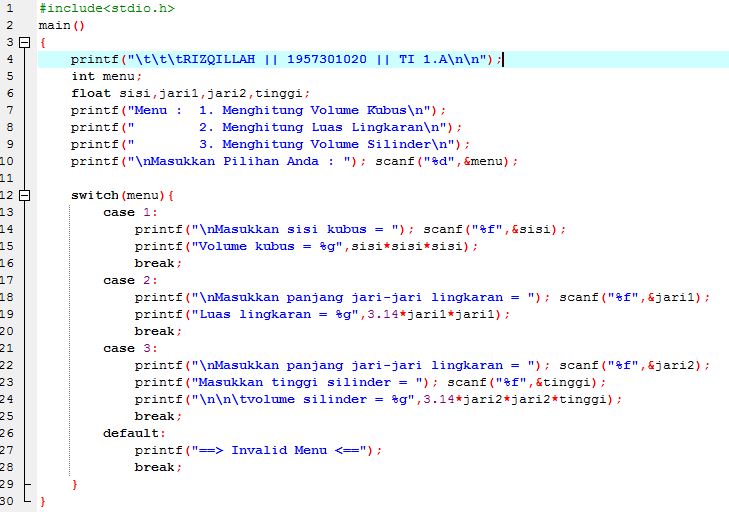 1 #include<stdio.h>
2 main()
3 {
4     printf("\t\t\tRIZQILLAH || 1957301020 || TI 1.A\n\n");
5     int menu;
6     float sisi,jari1,jari2,tinggi;
7     printf("Menu :  1. Menghitung Volume Kubus\n");
8     printf("        2. Menghitung Luas Lingkaran\n");
9     printf("        3. Menghitung Volume Silinder\n");
10     printf("\nMasukkan Pilihan Anda : "); scanf("%d",&menu);
11
12     switch(menu){
13         case 1:
14             printf("\nMasukkan sisi kubus = "); scanf("%f",&sisi);
15             printf("Volume kubus = %g",sisi*sisi*sisi);
16             break;
17         case 2:
18             printf("\nMasukkan panjang jari-jari lingkaran = "); scanf("%f",&jari1);
19             printf("Luas lingkaran = %g",3.14*jari1*jari1);
20             break;
21         case 3:
22             printf("\nMasukkan panjang jari-jari lingkaran = "); scanf("%f",&jari2);
23             printf("Masukkan tinggi silinder = "); scanf("%f",&tinggi);
24             printf("\n\n\tvolume silinder = %g",3.14*jari2*jari2*tinggi);
25             break;
26         default:
27             printf("==> Invalid Menu <==");
28             break;
29     }
30 }